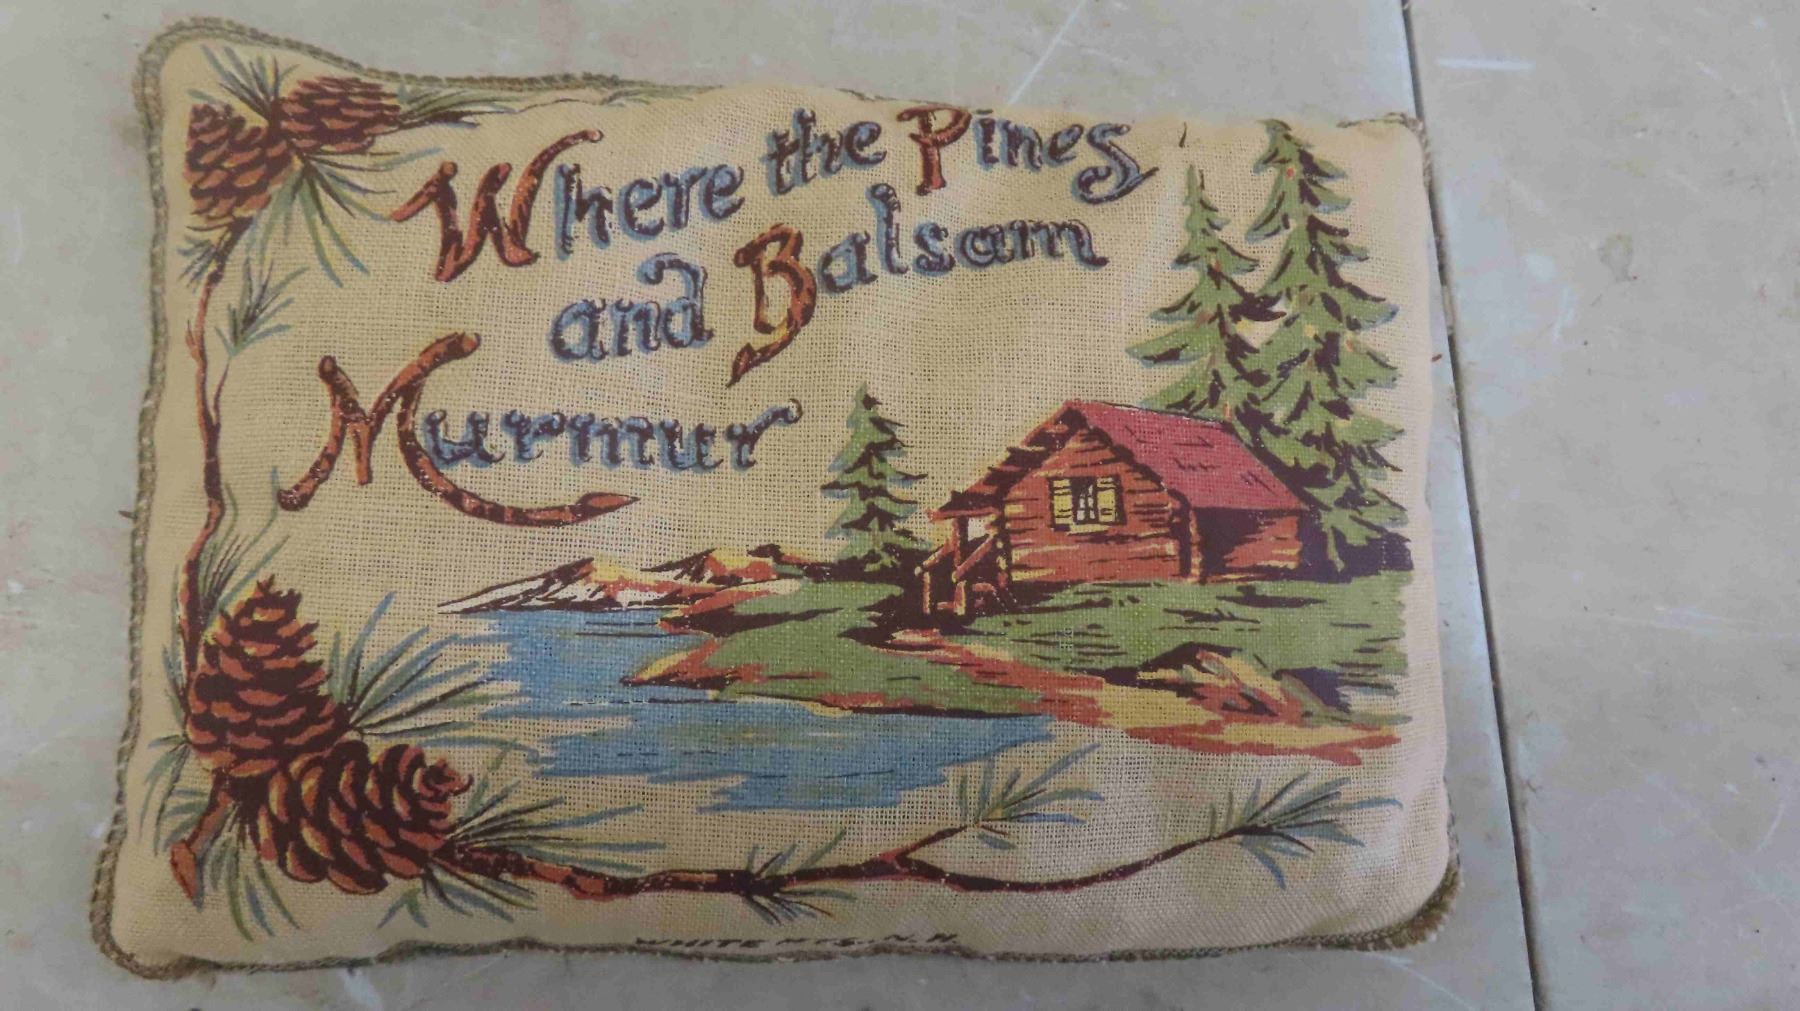 Where the Pines
and Balsam
Murmur
WHITE MTS. N. H.